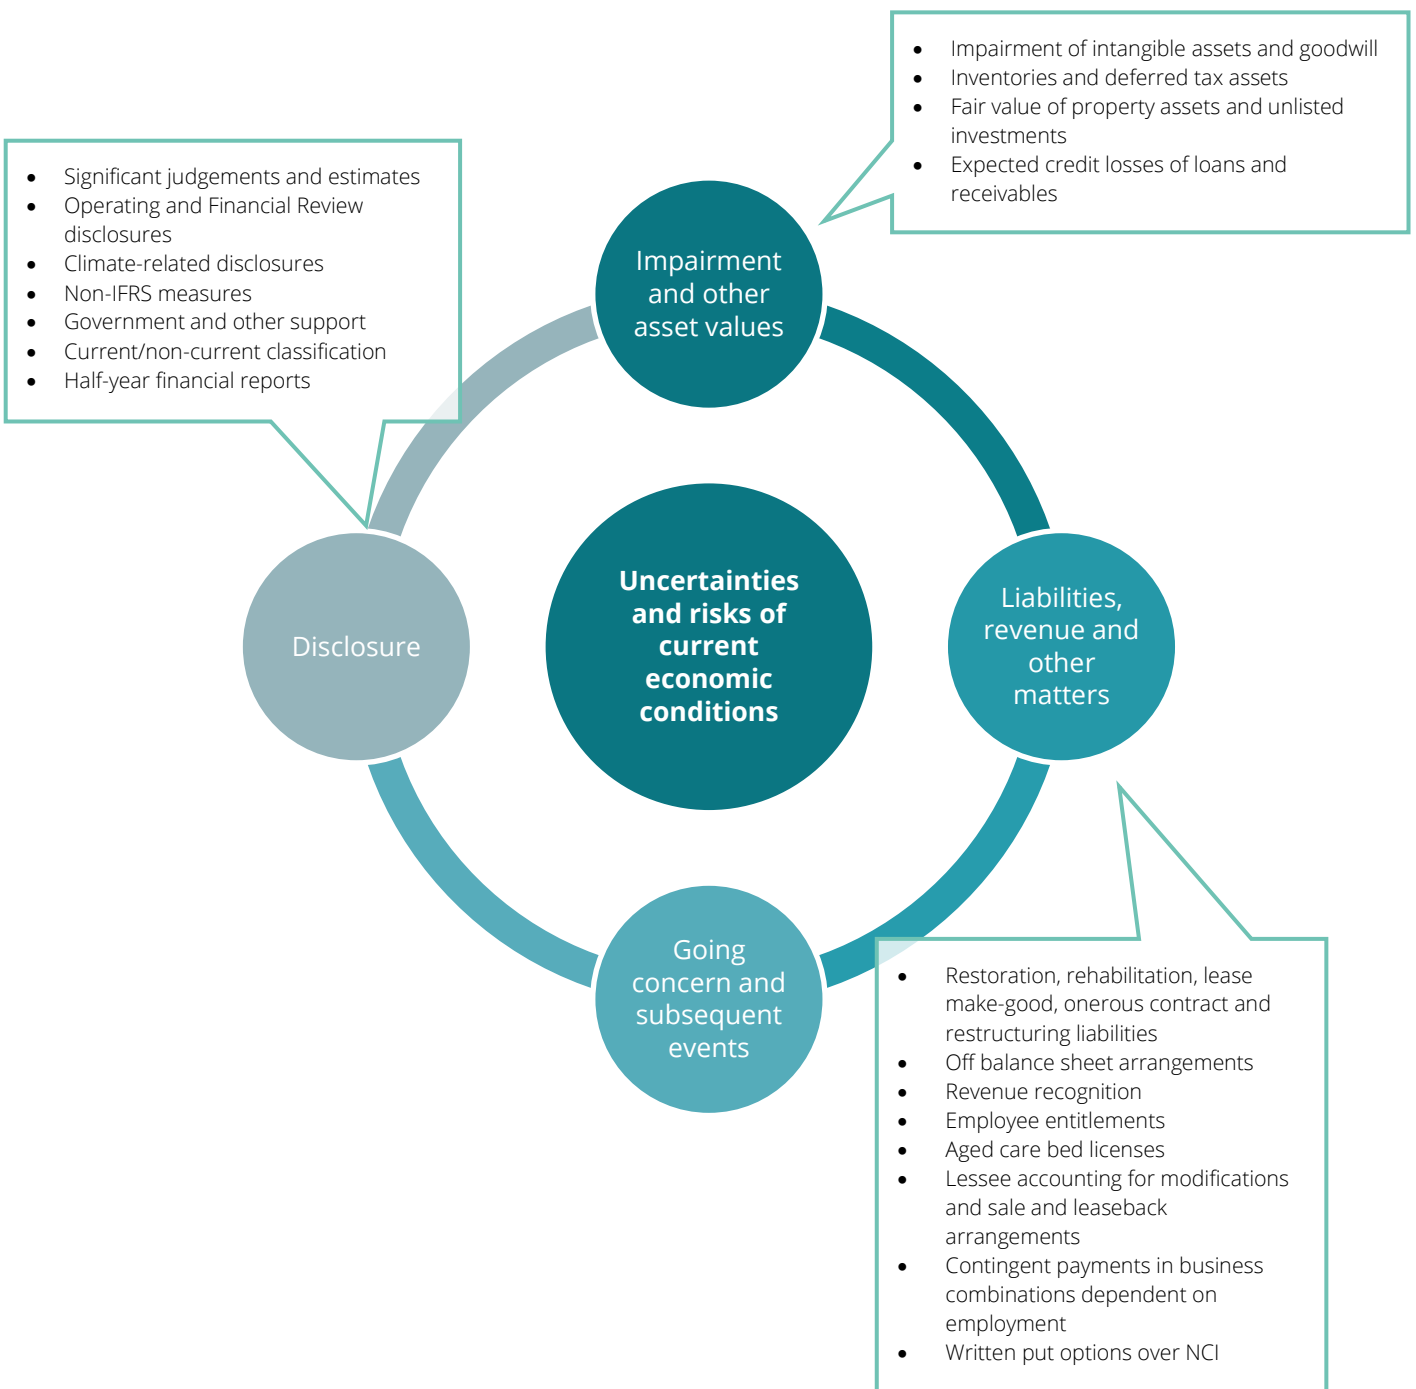 • Impairment of intangible assets and goodwill
• Inventories and deferred tax assets
• Fair value of property assets and unlisted
investments
• Expected credit losses of loans and
receivables
• Significant judgements and estimates
• Operating and Financial Review
disclosures
• Climate-related disclosures
• Non-IFRS measures
• Government and other support
• Current/non-current classification
• Half-year financial reports
Impairment
and other
asset values
Uncertainties
and risks of
current
economic
conditions
Liabilities,
revenue and
other
matters
Disclosure
Going
concern and
subsequent
events
• Restoration, rehabilitation, lease
make-good, onerous contract and
restructuring liabilities
• Off balance sheet arrangements
• Revenue recognition
• Employee entitlements
• Aged care bed licenses
• Lessee accounting for modifications
and sale and leaseback
arrangements
• Contingent payments in business
combinations dependent on
employment
• Written put options over NCI